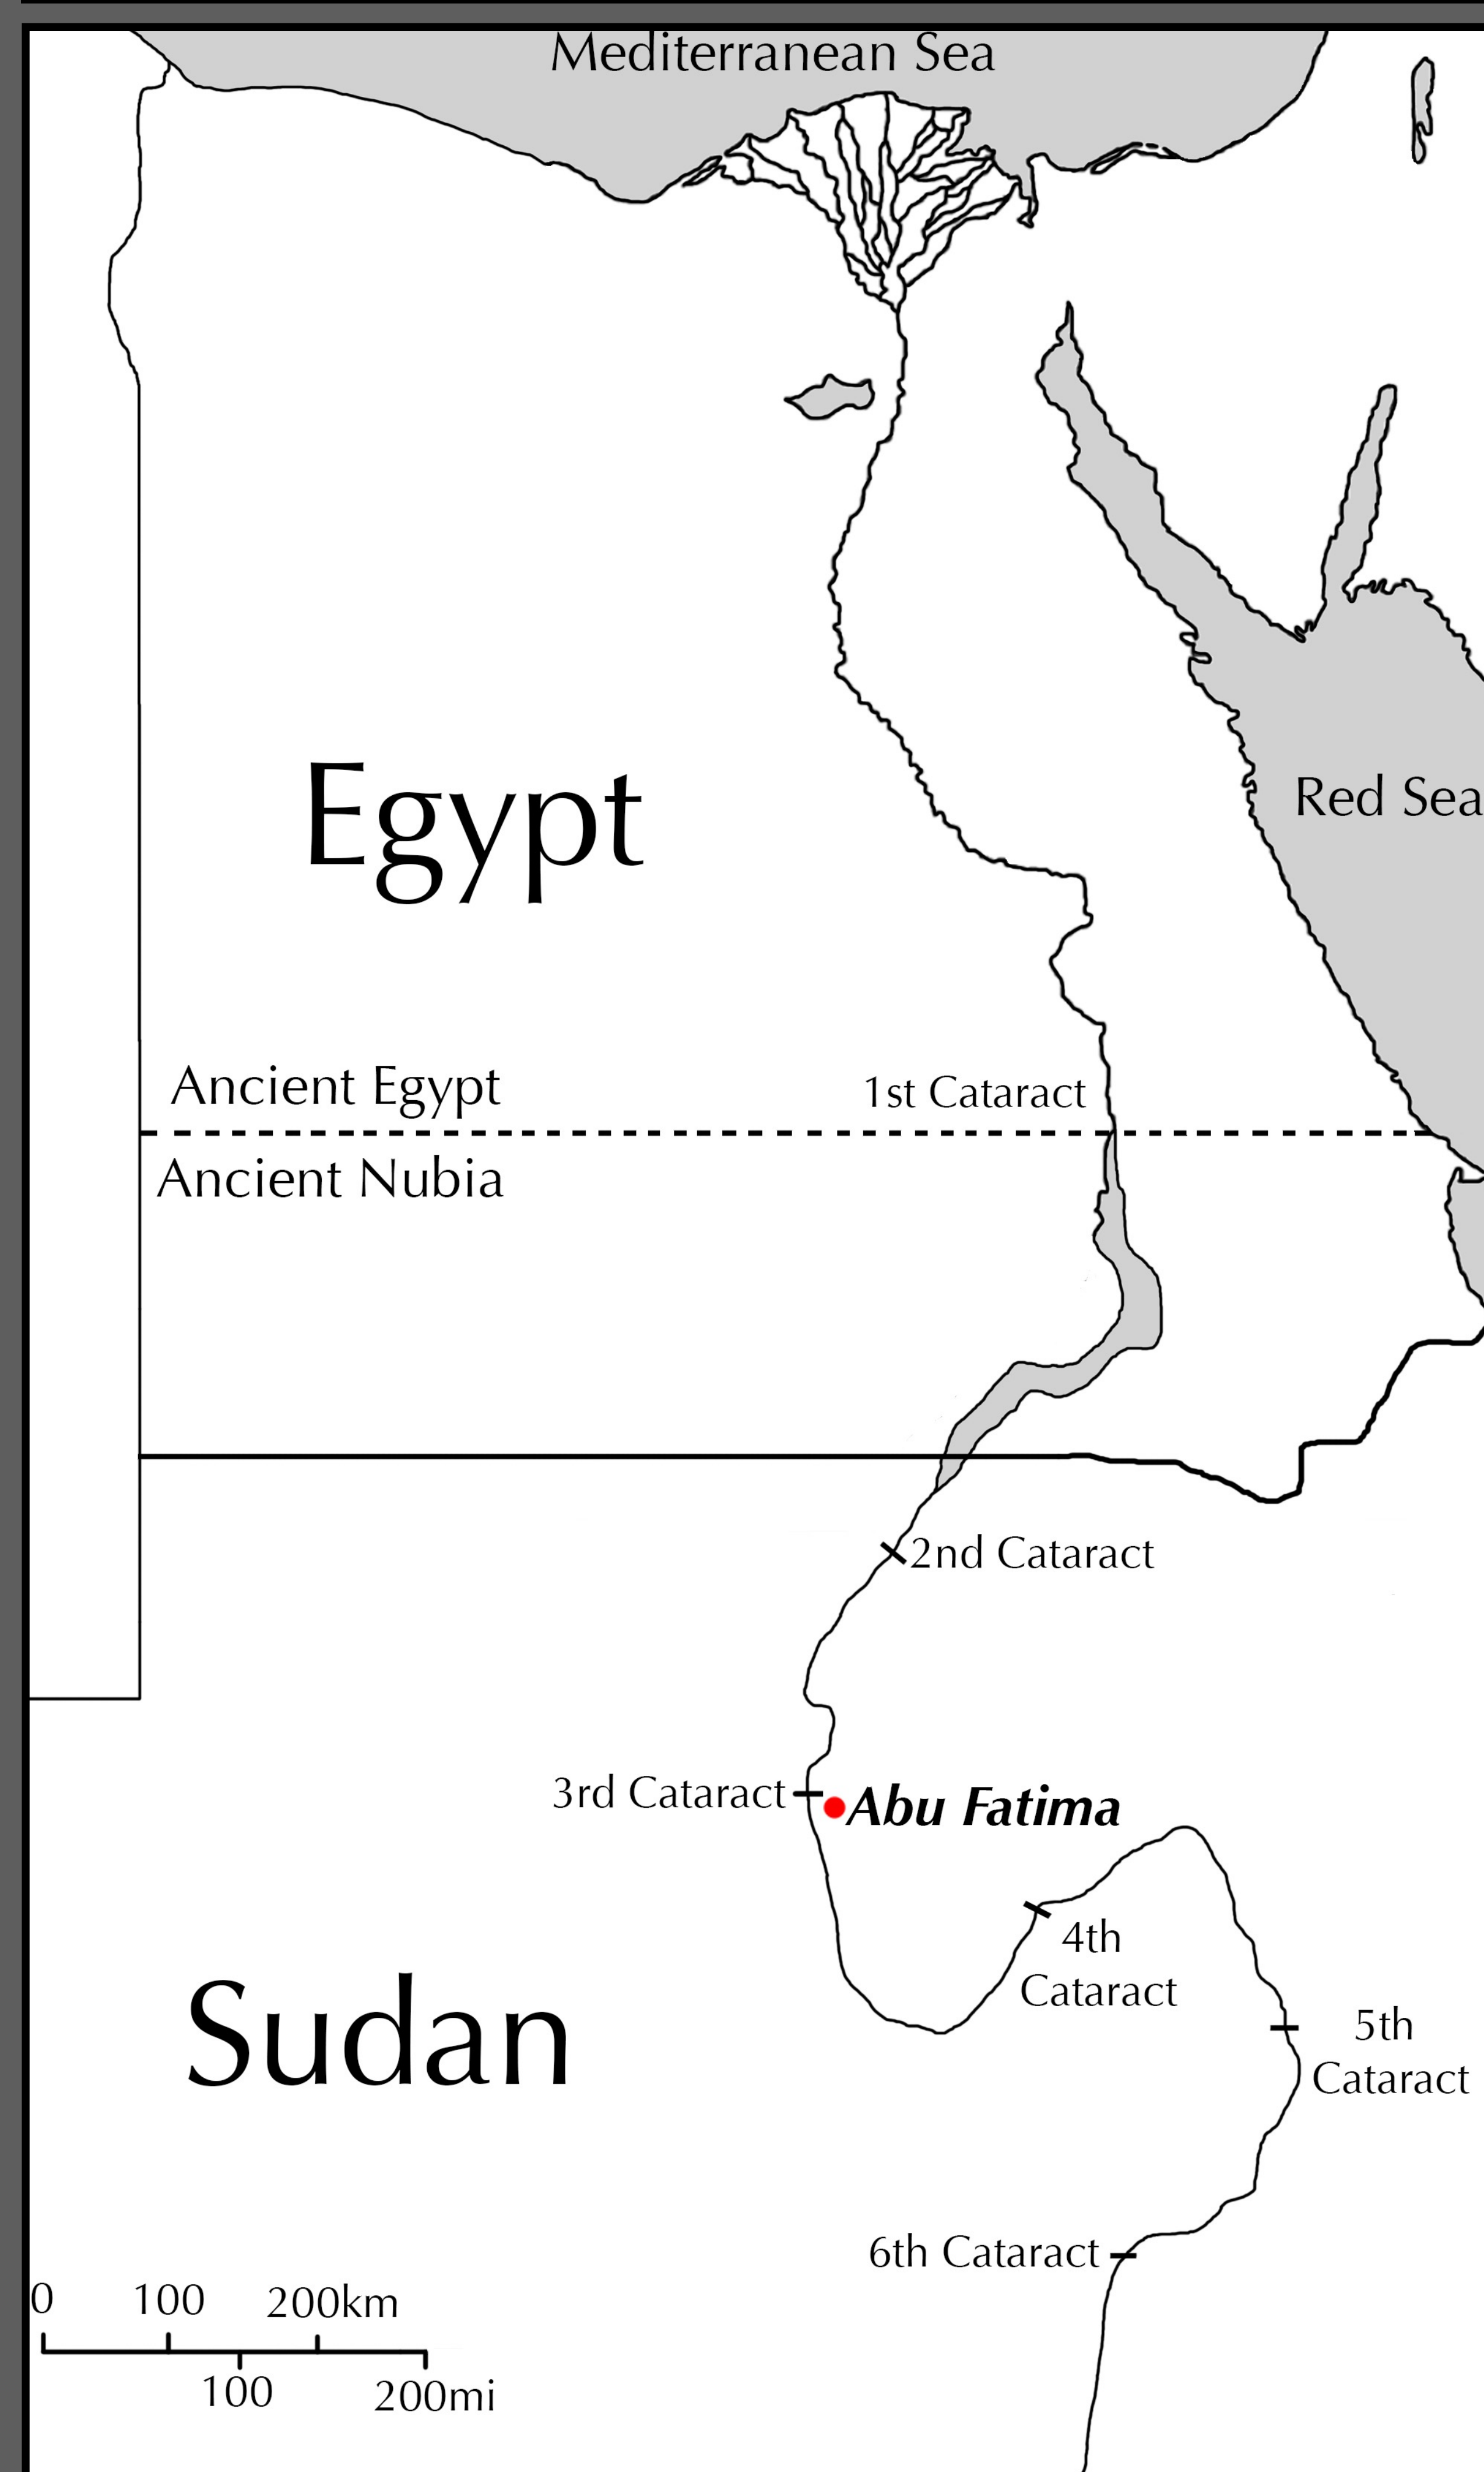 Mediterranean Sea
Red Sea
Egypt
Ancient Egypt
1st Cataract
Ancient Nubia
2nd Cataract
3rd Cataract
Abu Fatima
4th
Cataract
Sudan
5th
Cataract
6th Cataract
0 100 200km
100 200mi